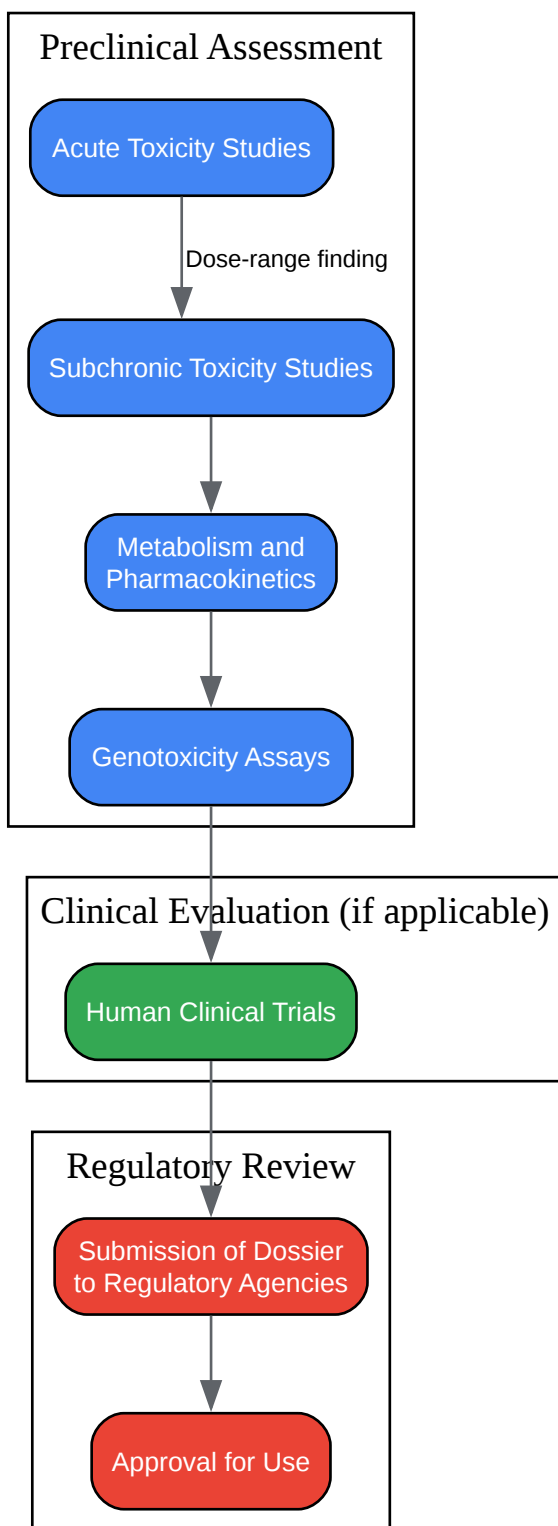 Preclinical Assessment
Acute Toxicity Studies
Dose-range finding
Subchronic Toxicity Studies
Metabolism and
Pharmacokinetics
Genotoxicity Assays
Clinical Evaluation (if applicable)
Human Clinical Trials
Regulatory Review
Submission of Dossier
to Regulatory Agencies
Approval for Use